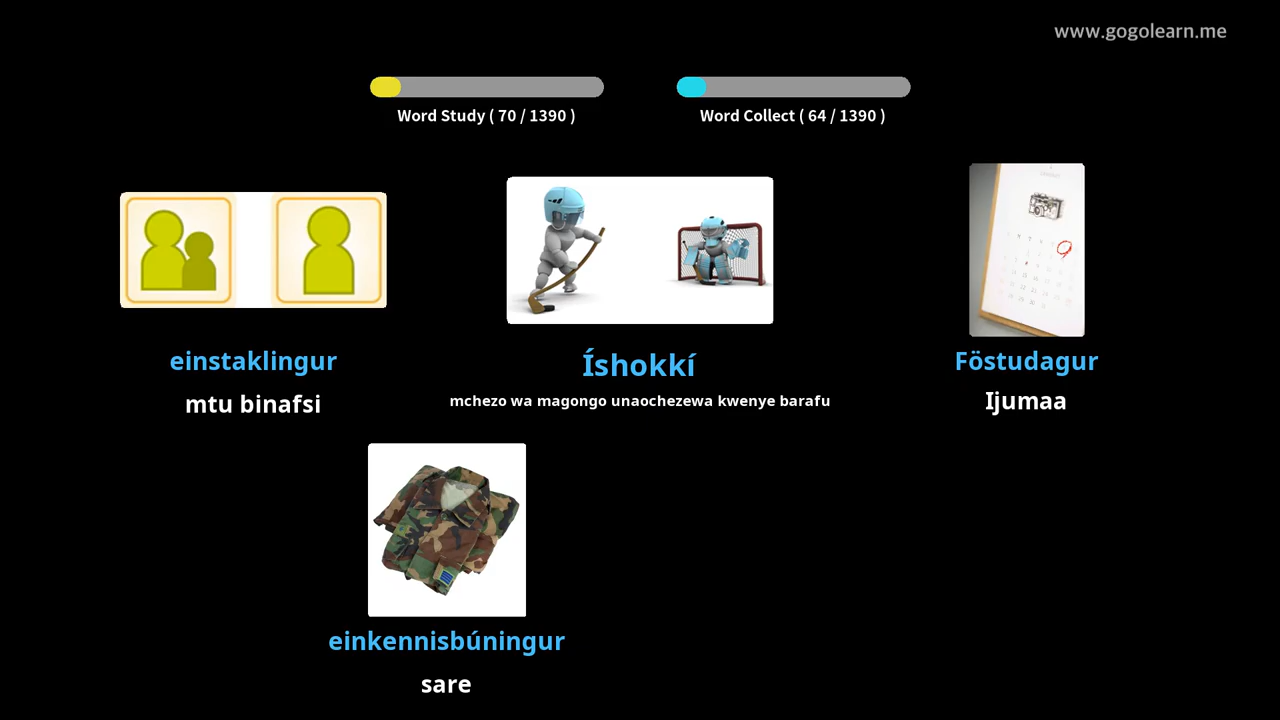 www.gogolearn.me
Word Study ( 70 / 1390 )
Word Collect ( 64 / 1390 )
einstaklingur
mtu binafsi
Íshokkí
mchezo wa magongo unaochezewa kwenye barafu
Föstudagur
Ijumaa
einkennisbúningur
sare